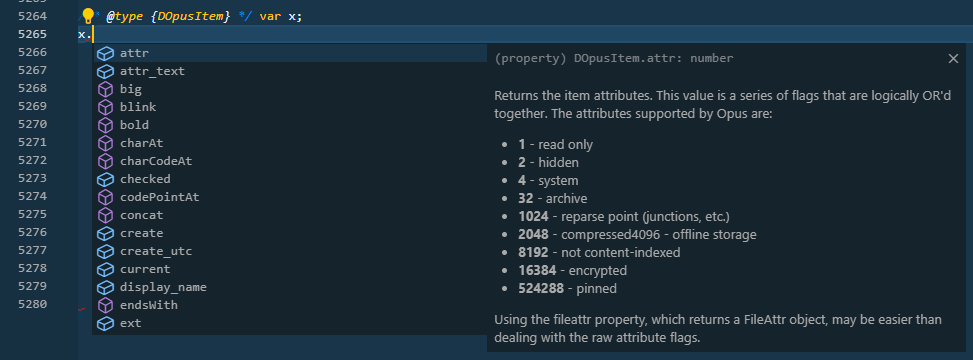 5263
5264 @type {DOpusItem} */ var x;
5265 x.
5266 attr
5267 attr_text
5268 big
5269 blink
5270 bold
5271 charAt
5272 charCodeAt
5273 checked
5274 codePointAt
5275 concat
5276 create
5277 create_utc
5278 current
5279 display_name
5280 endsWith
ext
(property) DOpusItem.attr: number
Returns the item attributes. This value is a series of flags that are logically OR'd
together. The attributes supported by Opus are:
• 1 - read only
• 2 - hidden
• 4 - system
• 32 - archive
• 1024 - reparse point (junctions, etc.)
• 2048 - compressed4096 - offline storage
• 8192 - not content-indexed
• 16384 - encrypted
• 524288 - pinned
Using the fileattr property, which returns a FileAttr object, may be easier than
dealing with the raw attribute flags.